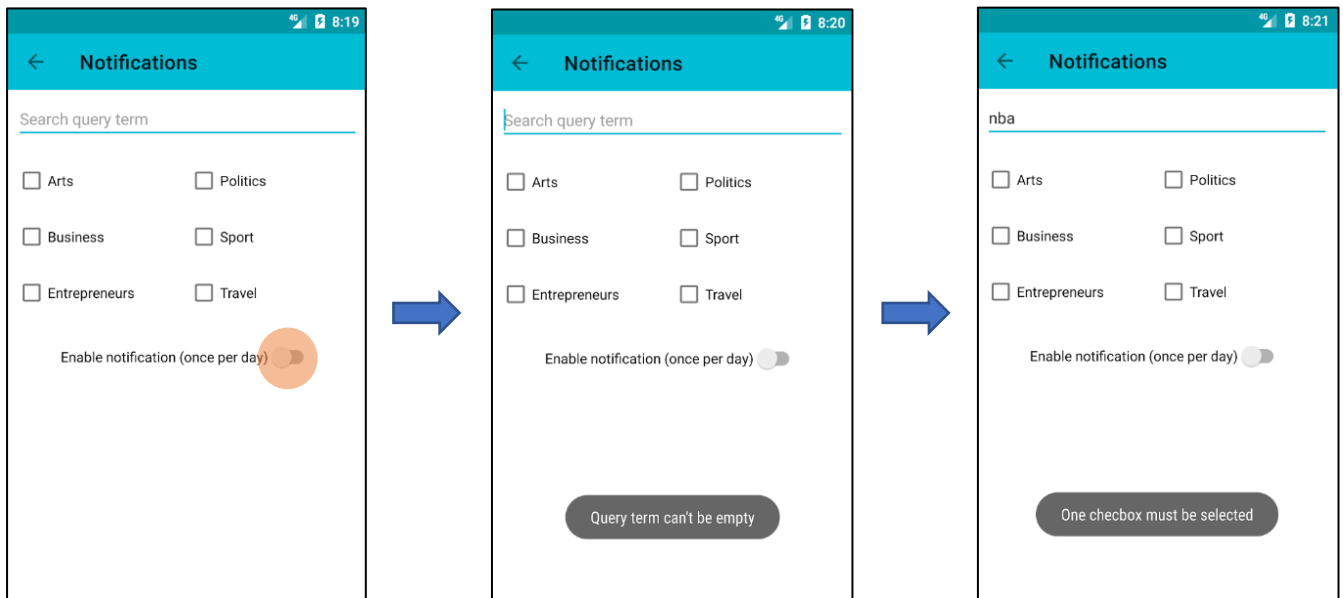 4G 8:19
Notifications
Search query term
Arts Politics
Business Sport
Entrepreneurs Travel
Enable notification (once per day)
4G 8:20
Notifications
Search query term
Arts Politics
Business Sport
Entrepreneurs Travel
Enable notification (once per day)
Query term can't be empty
4G 8:21
Notifications
nba
Arts Politics
Business Sport
Entrepreneurs Travel
Enable notification (once per day)
One checbox must be selected